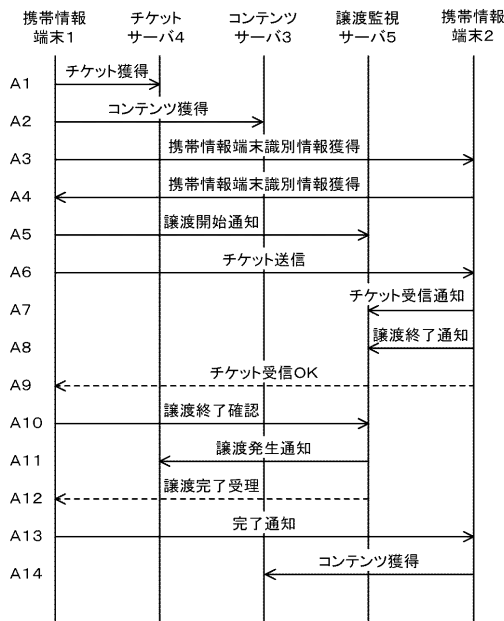 携帯情報 チケット コンテンツ 譲渡監視 携帯情報
端末1 サーバ4 サーバ3 サーバ5 端末2
A1 チケット獲得
A2 コンテンツ獲得
A3 携帯情報端末識別情報獲得
A4 携帯情報端末識別情報獲得
A5 譲渡開始通知
A6 チケット送信
A7 チケット受信通知
A8 譲渡終了通知
A9 チケット受信OK
A10 譲渡終了確認
A11 譲渡発生通知
A12 譲渡完了受理
A13 完了通知
A14 コンテンツ獲得